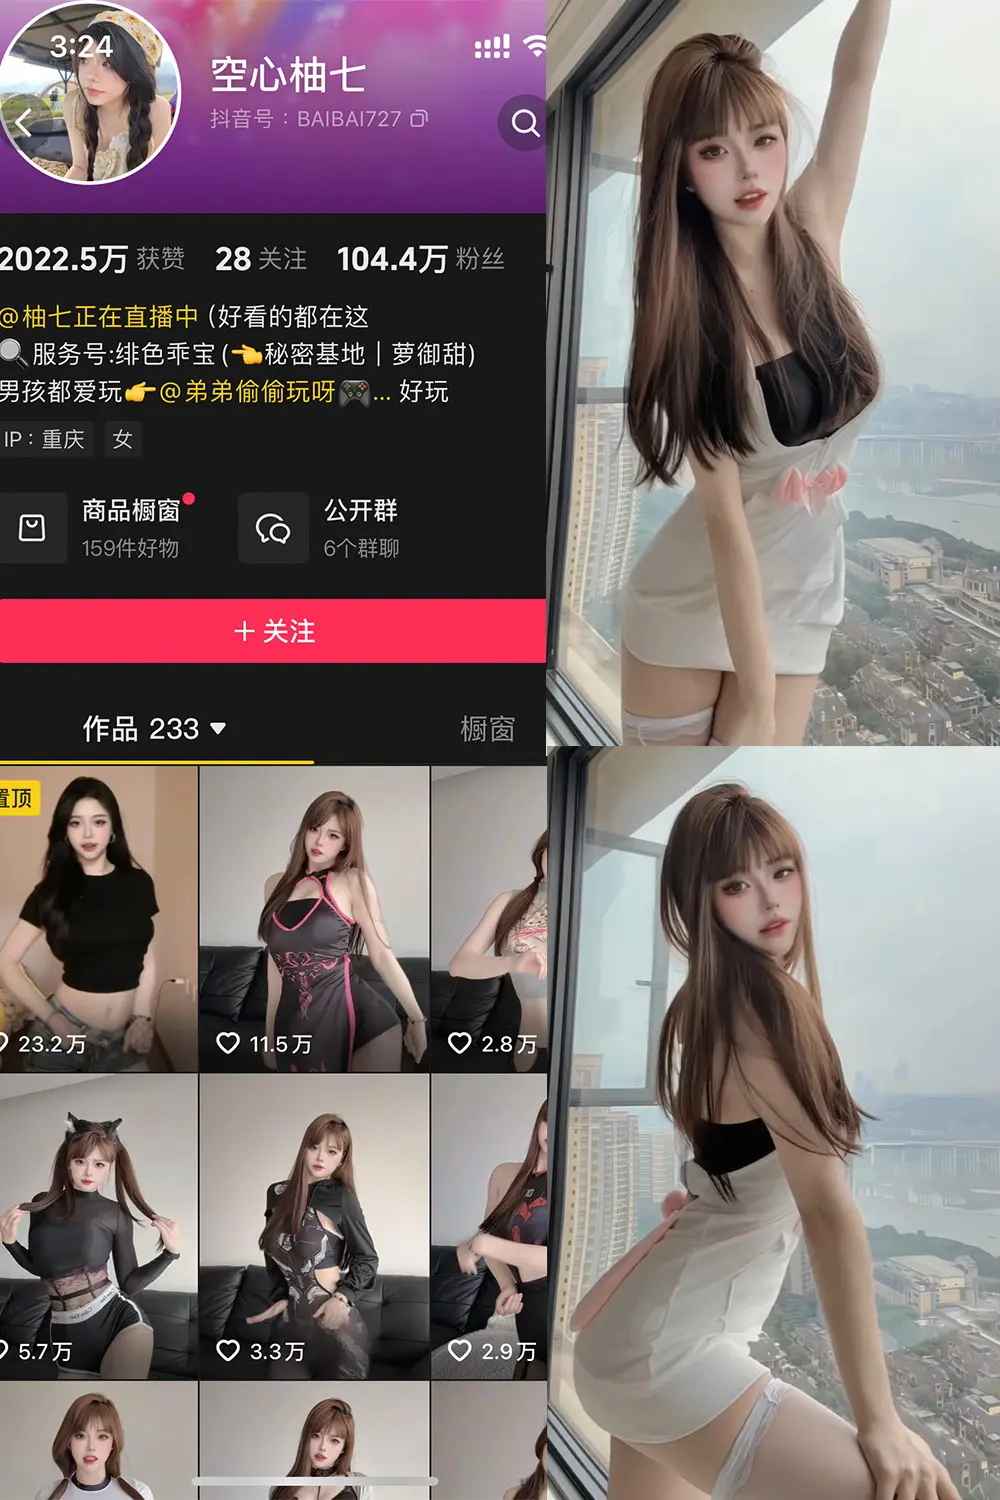 3:24
空心柚七
抖音号：BAIBAI727
2022.5万 获赞 28 关注 104.4万 粉丝
@柚七正在直播中 (好看的都在这
🔍服务号:绯色乖宝(👈秘密基地｜萝御甜)
男孩都爱玩👉@弟弟偷偷玩呀🎮... 好玩
IP：重庆 女
商品橱窗
159件好物
公开群
6个群聊
+ 关注
作品 233
橱窗
置顶
23.2万
11.5万
2.8万
5.7万
3.3万
2.9万